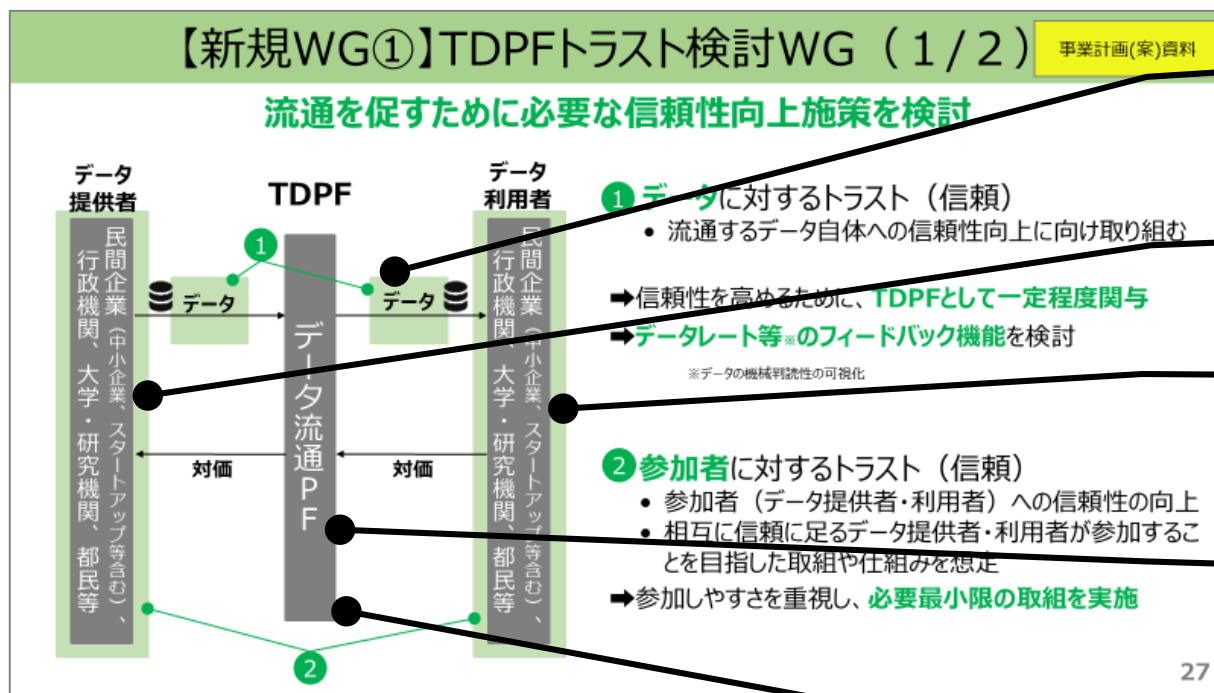 【新規WG①】TDPFトラスト検討WG（1/2）
事業計画(案)資料
流通を促すために必要な信頼性向上施策を検討
データ
提供者
TDPF
データ
利用者
民間企業（中小企業、スタートアップ等含む）、
行政機関、大学・研究機関、都民等
1
データ
データ流通PF
データ
対価
対価
民間企業（中小企業、スタートアップ等含む）、
行政機関、大学・研究機関、都民等
2
1 データに対するトラスト（信頼）
• 流通するデータ自体への信頼性向上に向け取り組む
➡信頼性を高めるために、TDPFとして一定程度関与
➡データレート等※のフィードバック機能を検討
※データの機械判読性の可視化
2 参加者に対するトラスト（信頼）
• 参加者（データ提供者・利用者）への信頼性の向上
• 相互に信頼に足るデータ提供者・利用者が参加するこ
とを目指した取組や仕組みを想定
➡参加しやすさを重視し、必要最小限の取組を実施
27